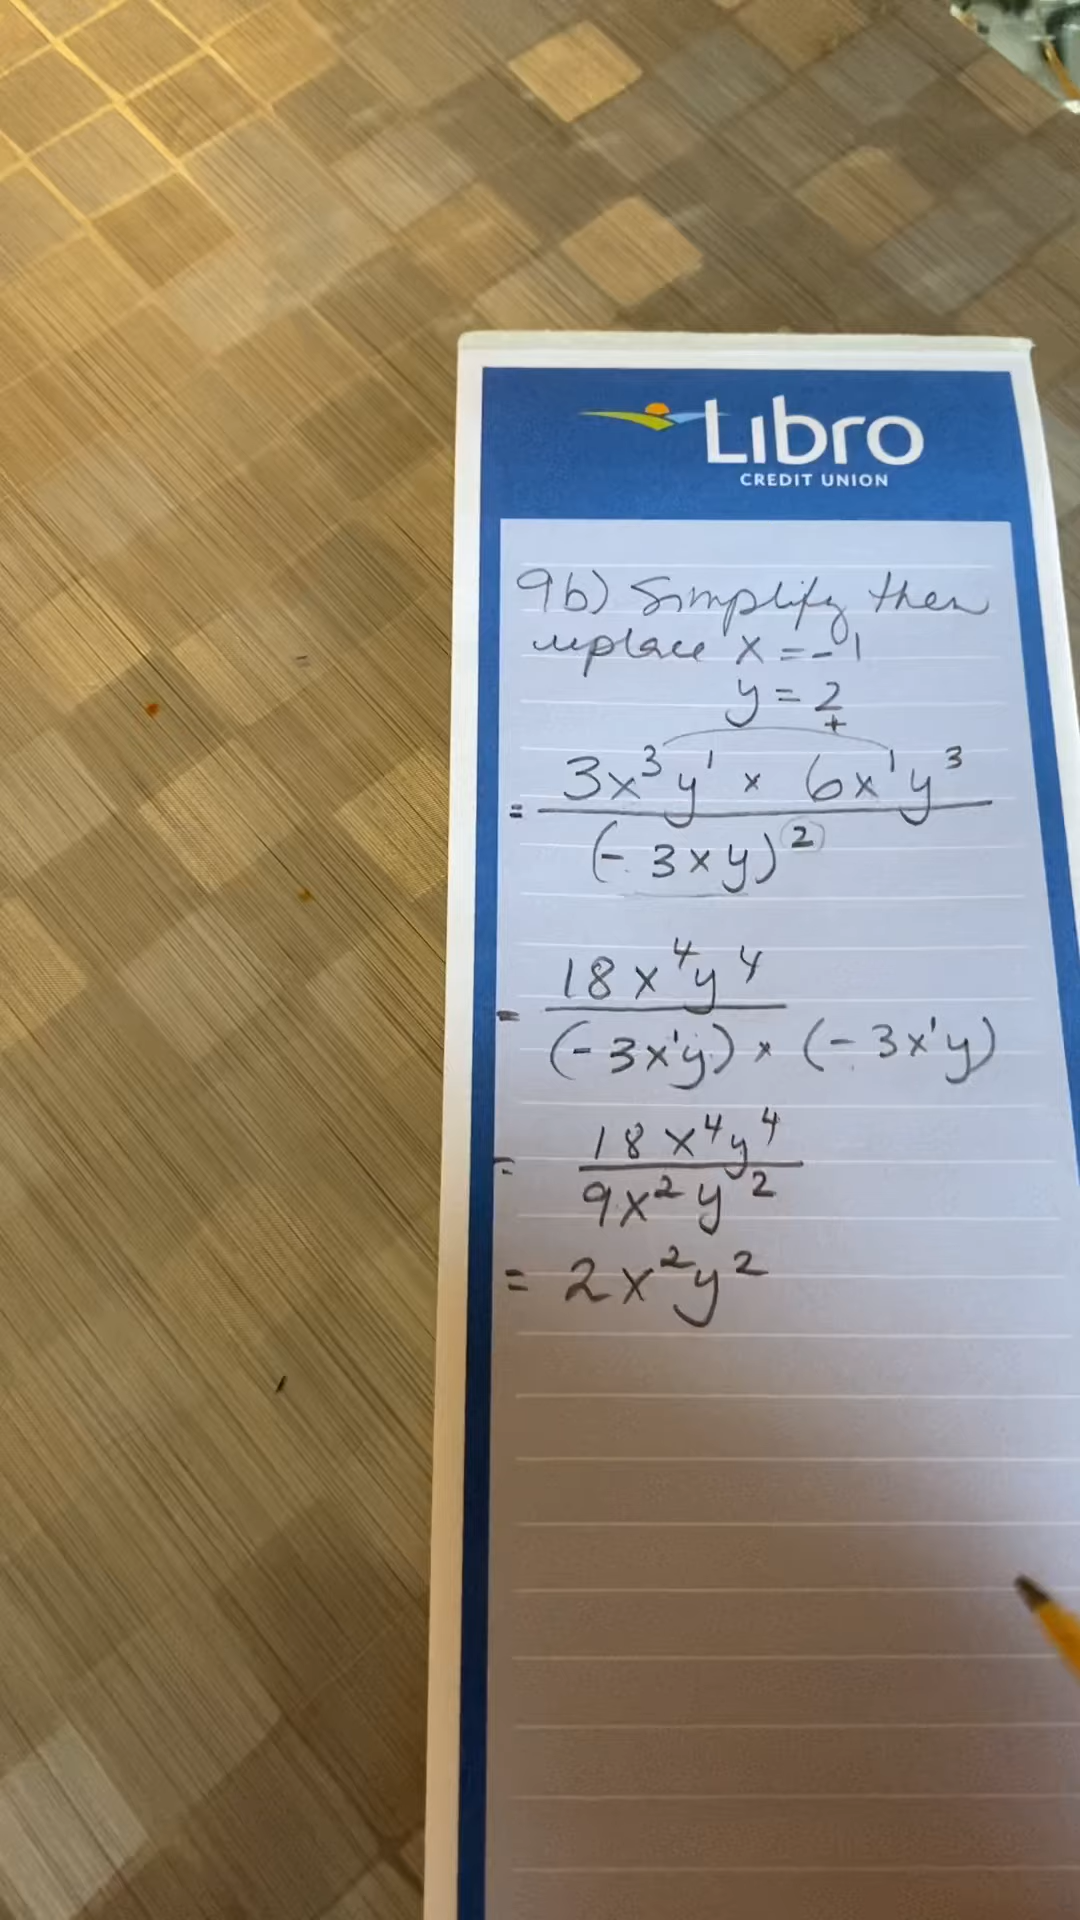 Libro
CREDIT UNION
9b) Simplify then
replace x = -1
y = 2
+
= 3x³y¹ × 6x¹y³
(- 3xy)²
= 18x⁴y⁴
(- 3x¹y) × (- 3x¹y)
= 18x⁴y⁴
9x²y²
= 2x²y²